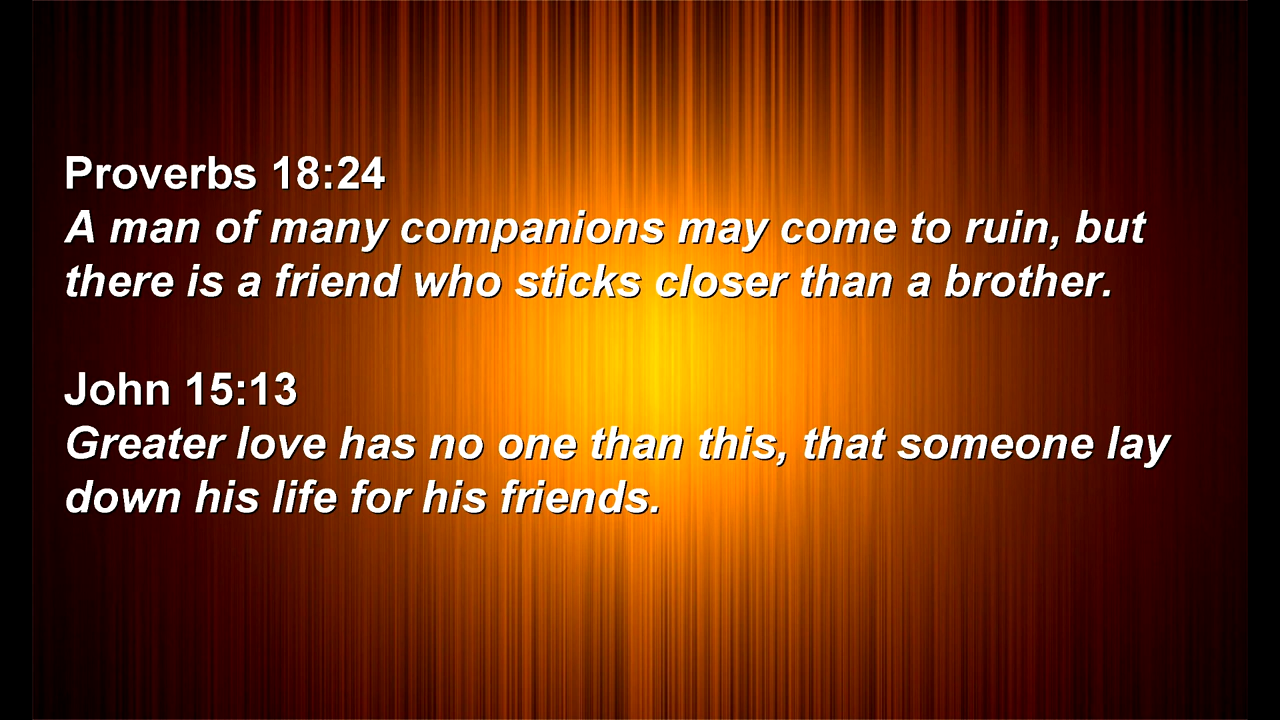 Proverbs 18:24
A man of many companions may come to ruin, but
there is a friend who sticks closer than a brother.
John 15:13
Greater love has no one than this, that someone lay
down his life for his friends.